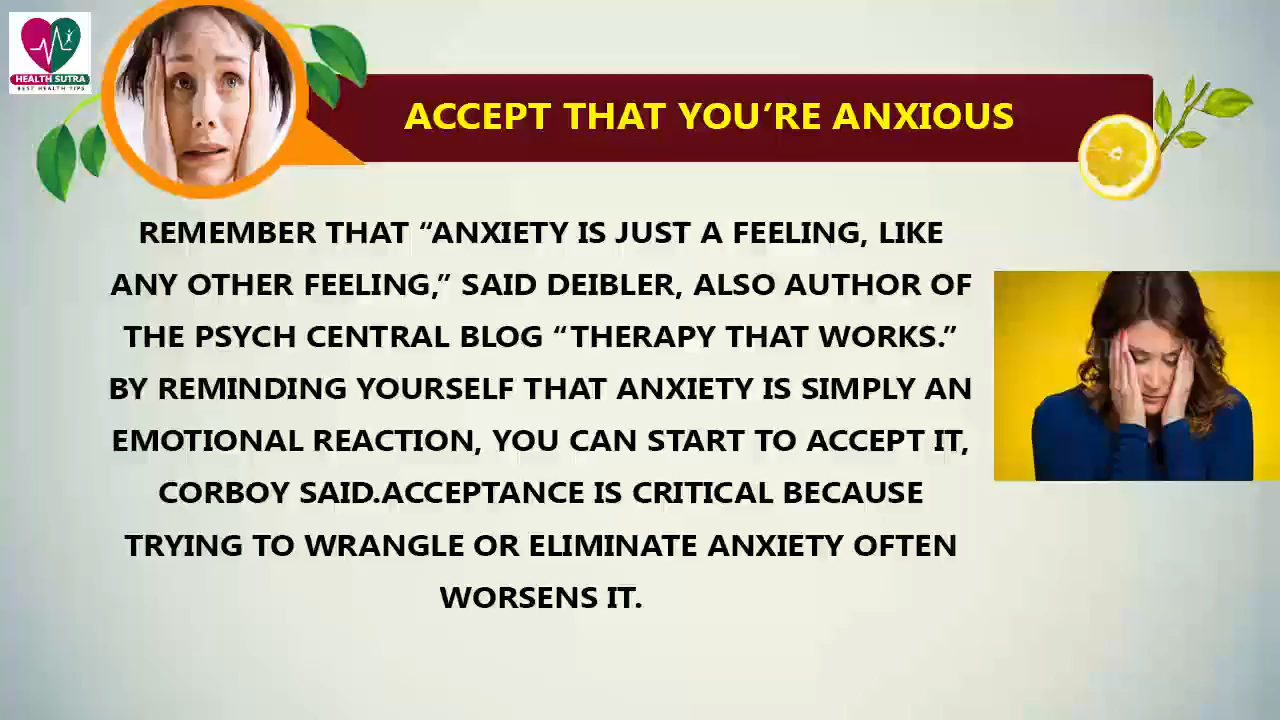 HEALTH SUTRA
BEST HEALTH TIPS
ACCEPT THAT YOU’RE ANXIOUS
REMEMBER THAT “ANXIETY IS JUST A FEELING, LIKE
ANY OTHER FEELING,” SAID DEIBLER, ALSO AUTHOR OF
THE PSYCH CENTRAL BLOG “THERAPY THAT WORKS.”
BY REMINDING YOURSELF THAT ANXIETY IS SIMPLY AN
EMOTIONAL REACTION, YOU CAN START TO ACCEPT IT,
CORBOY SAID.ACCEPTANCE IS CRITICAL BECAUSE
TRYING TO WRANGLE OR ELIMINATE ANXIETY OFTEN
WORSENS IT.